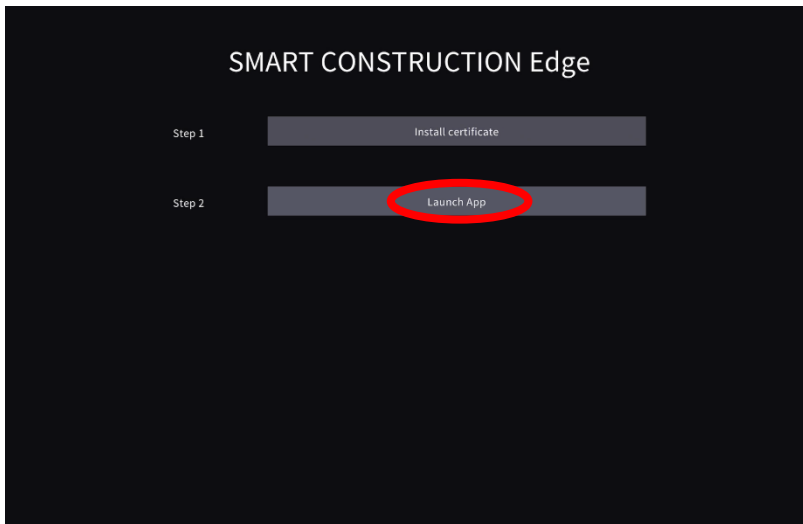 SMART CONSTRUCTION Edge
Step 1
Install certificate
Step 2
Launch App